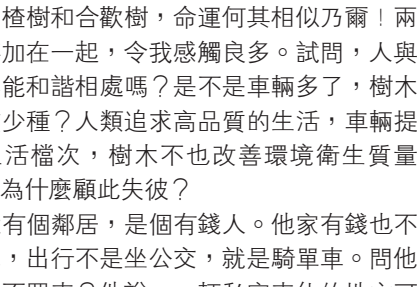 楂樹和合歡樹，命運何其相似乃爾！兩
加在一起，令我感觸良多。試問，人與
能和諧相處嗎？是不是車輛多了，樹木
少種？人類追求高品質的生活，車輛提
活檔次，樹木不也改善環境衛生質量
為什麼顧此失彼？
有個鄰居，是個有錢人。他家有錢也不
，出行不是坐公交，就是騎單車。問他